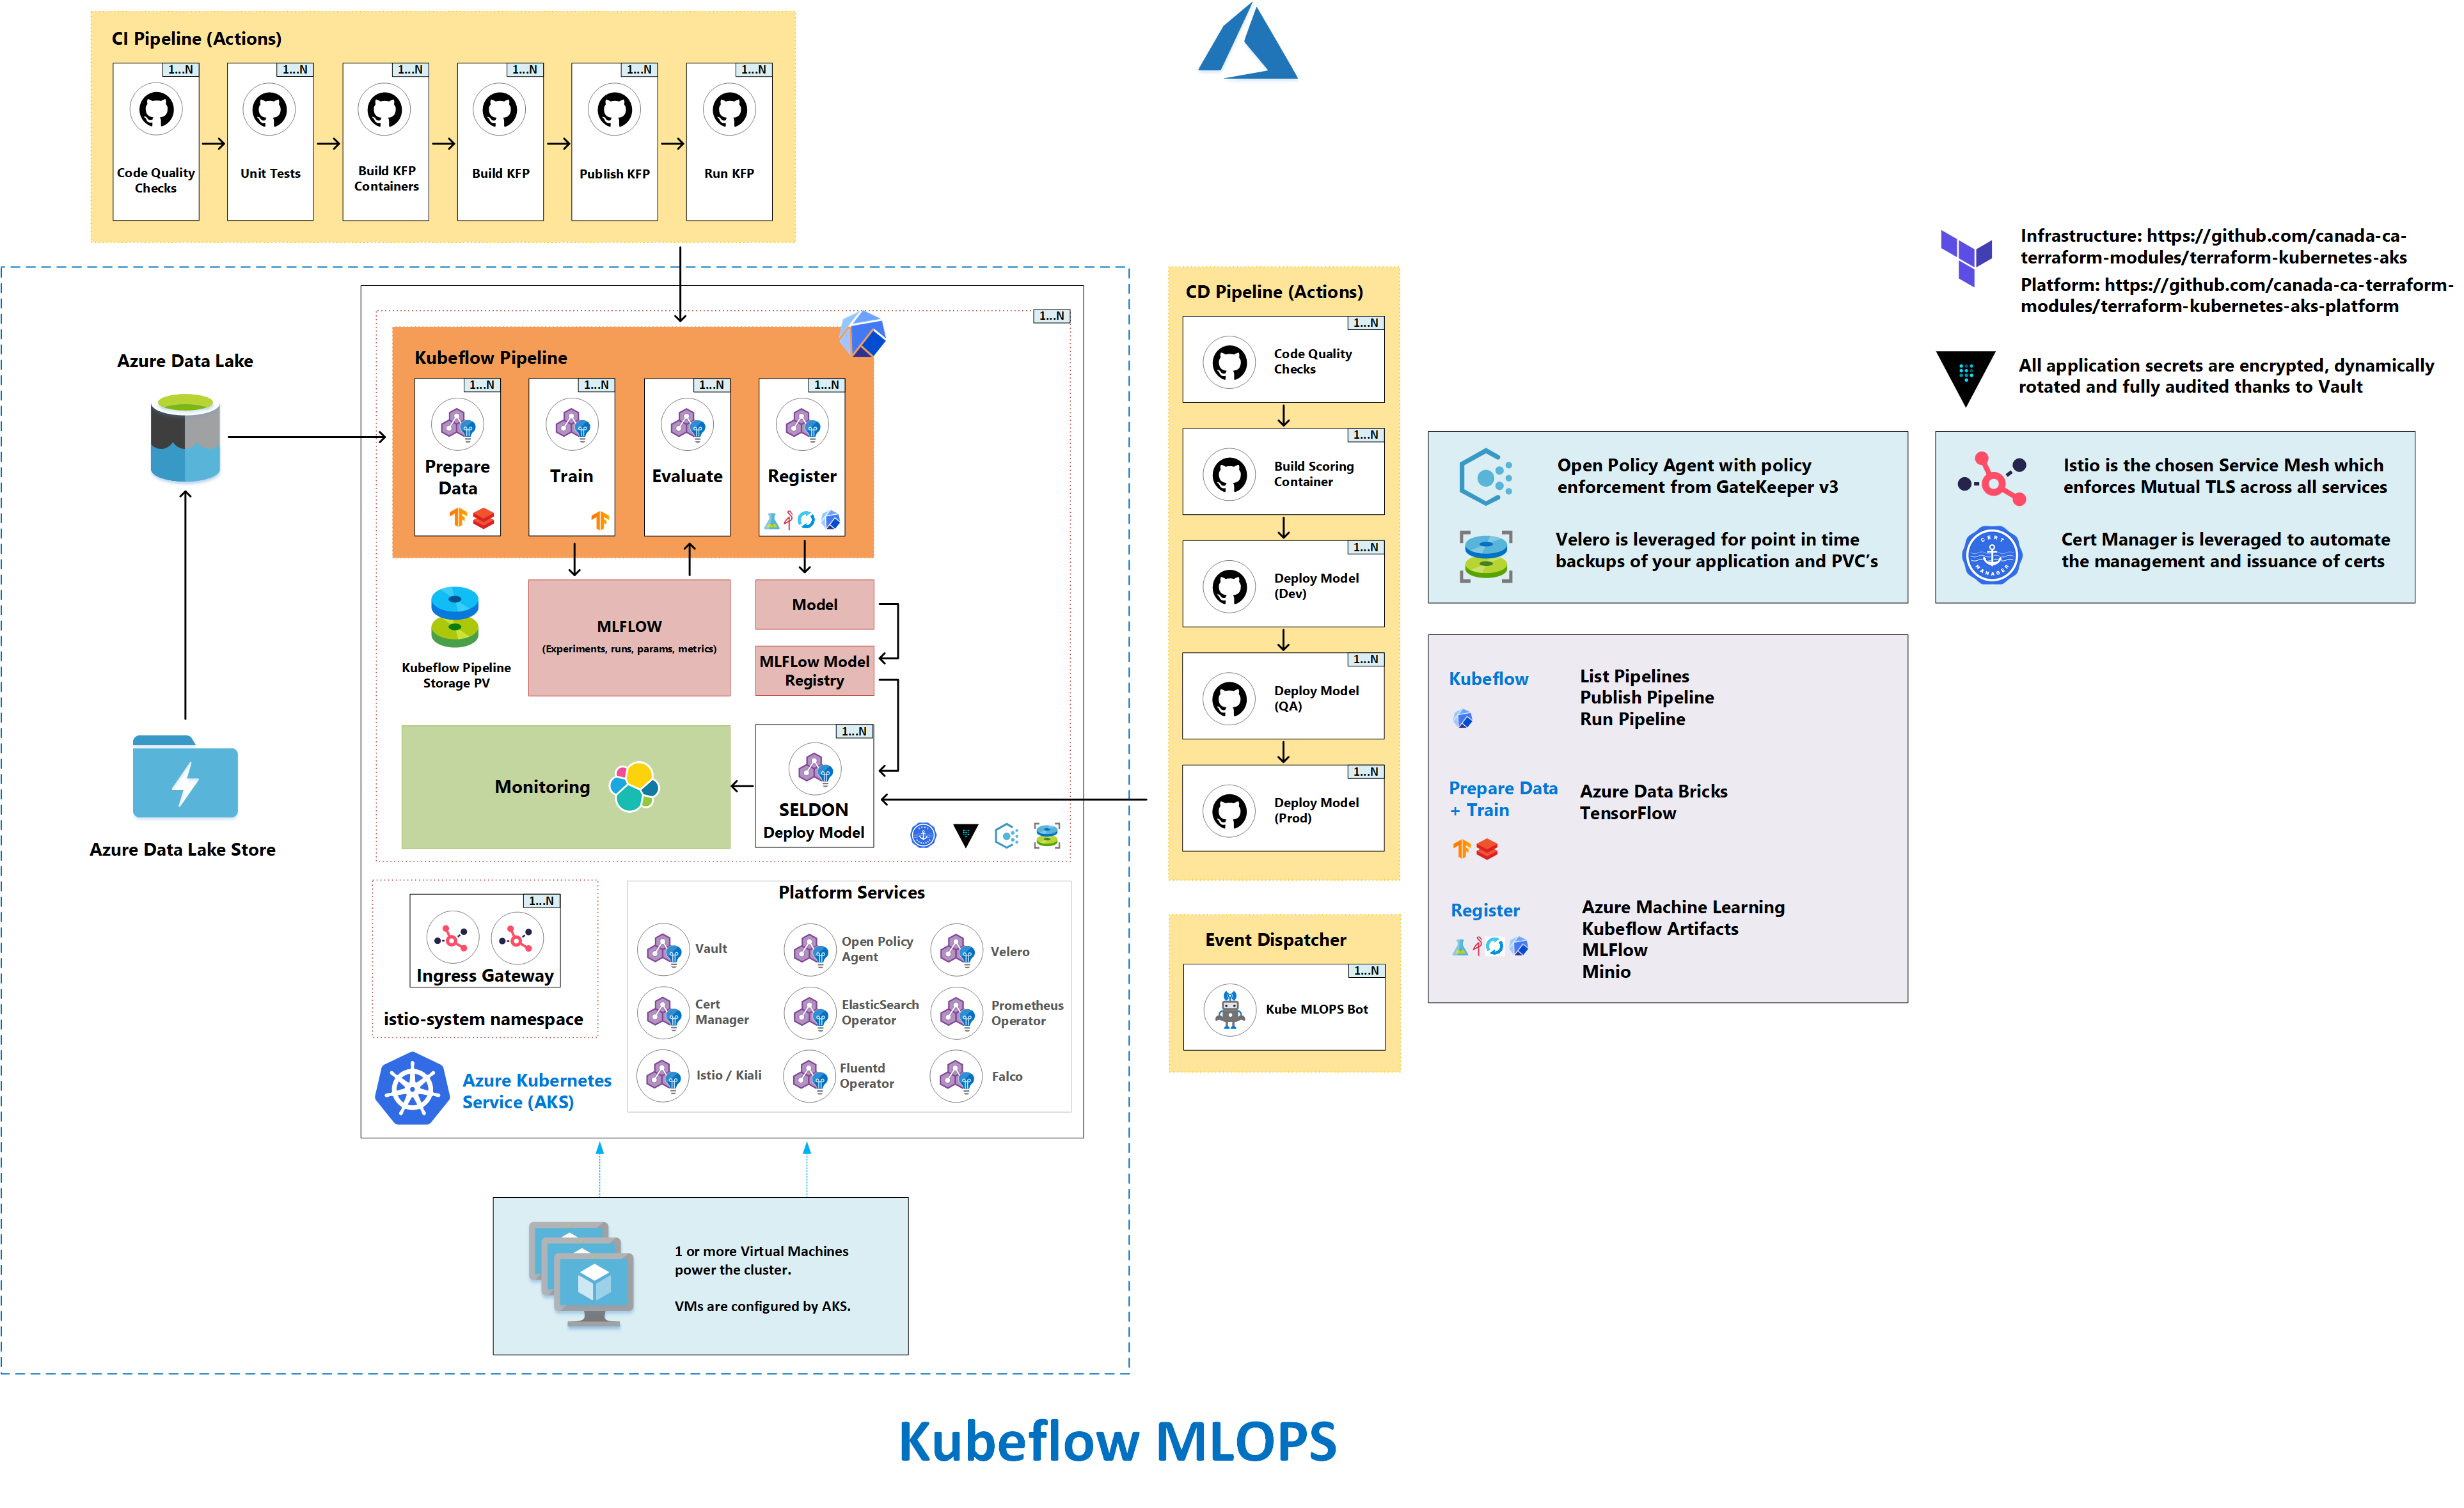 CI Pipeline (Actions)
1...N
1...N
1...N
1...N
1...N
1...N
Code Quality
Checks
Unit Tests
Build KFP
Containers
Build KFP
Publish KFP
Run KFP
Infrastructure: https://github.com/canada-ca-
terraform-modules/terraform-kubernetes-aks
Platform: https://github.com/canada-ca-terraform-
modules/terraform-kubernetes-aks-platform
All application secrets are encrypted, dynamically
rotated and fully audited thanks to Vault
Azure Data Lake
Azure Data Lake Store
1...N
Kubeflow Pipeline
1...N
1...N
1...N
1...N
Prepare
Data
Train
Evaluate
Register
Kubeflow Pipeline
Storage PV
MLFLOW
(Experiments, runs, params, metrics)
Model
MLFLow Model
Registry
Monitoring
1...N
SELDON
Deploy Model
1...N
Ingress Gateway
istio-system namespace
Azure Kubernetes
Service (AKS)
Platform Services
Vault
Open Policy
Agent
Velero
Cert
Manager
ElasticSearch
Operator
Prometheus
Operator
Istio / Kiali
Fluentd
Operator
Falco
1 or more Virtual Machines
power the cluster.
VMs are configured by AKS.
CD Pipeline (Actions)
1...N
Code Quality
Checks
1...N
Build Scoring
Container
1...N
Deploy Model
(Dev)
1...N
Deploy Model
(QA)
1...N
Deploy Model
(Prod)
Event Dispatcher
1...N
Kube MLOPS Bot
Open Policy Agent with policy
enforcement from GateKeeper v3
Velero is leveraged for point in time
backups of your application and PVC's
Istio is the chosen Service Mesh which
enforces Mutual TLS across all services
CERT
MANAGER
Cert Manager is leveraged to automate
the management and issuance of certs
Kubeflow
List Pipelines
Publish Pipeline
Run Pipeline
Prepare Data
+ Train
Azure Data Bricks
TensorFlow
Register
Azure Machine Learning
Kubeflow Artifacts
MLFlow
Minio
Kubeflow MLOPS